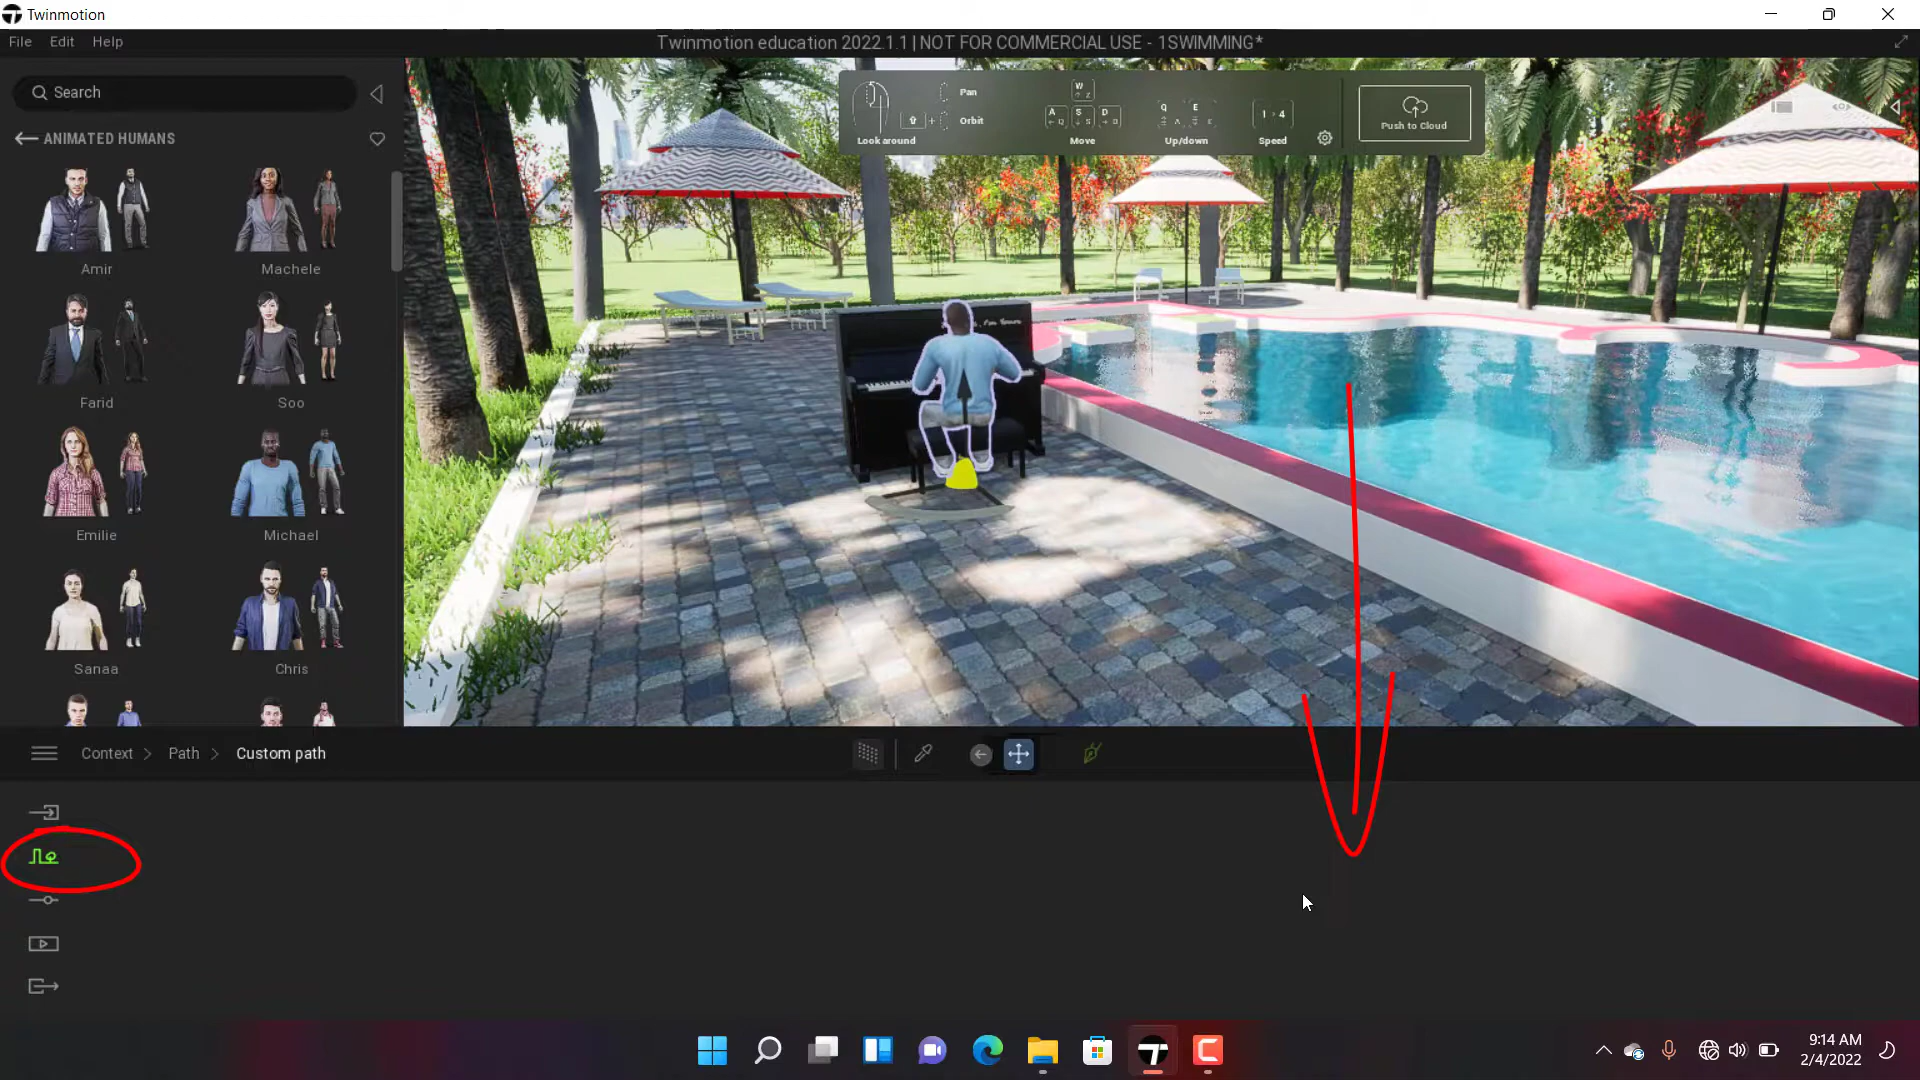 Twinmotion
File Edit Help
Twinmotion education 2022.1.1 | NOT FOR COMMERCIAL USE - 1SWIMMING*
Search
ANIMATED HUMANS
Amir
Machele
Farid
Soo
Emilie
Michael
Sanaa
Chris
Pan
Orbit
Look around
W
A S D
Move
Q E
Up/down
1 4
Speed
Push to Cloud
Context > Path > Custom path
9:14 AM
2/4/2022